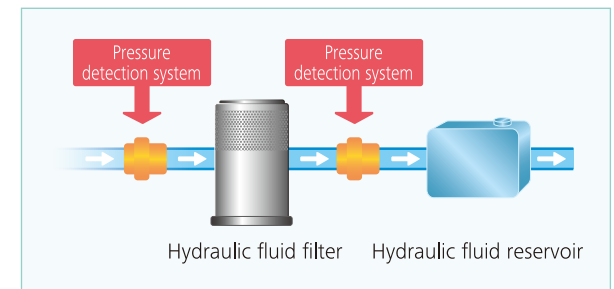 Pressure
detection system
Pressure
detection system
Hydraulic fluid filter
Hydraulic fluid reservoir